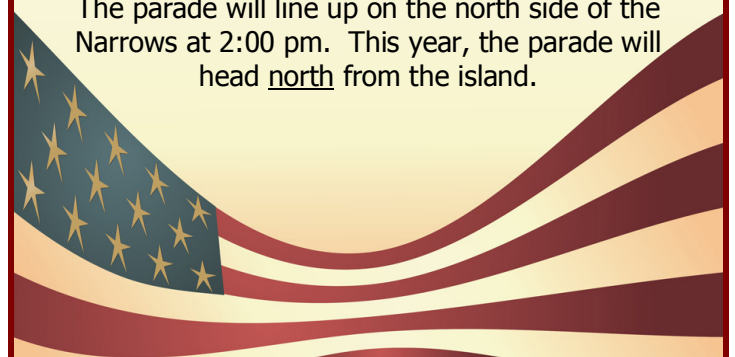 The parade will line up on the north side of the
Narrows at 2:00 pm.  This year, the parade will
head north from the island.